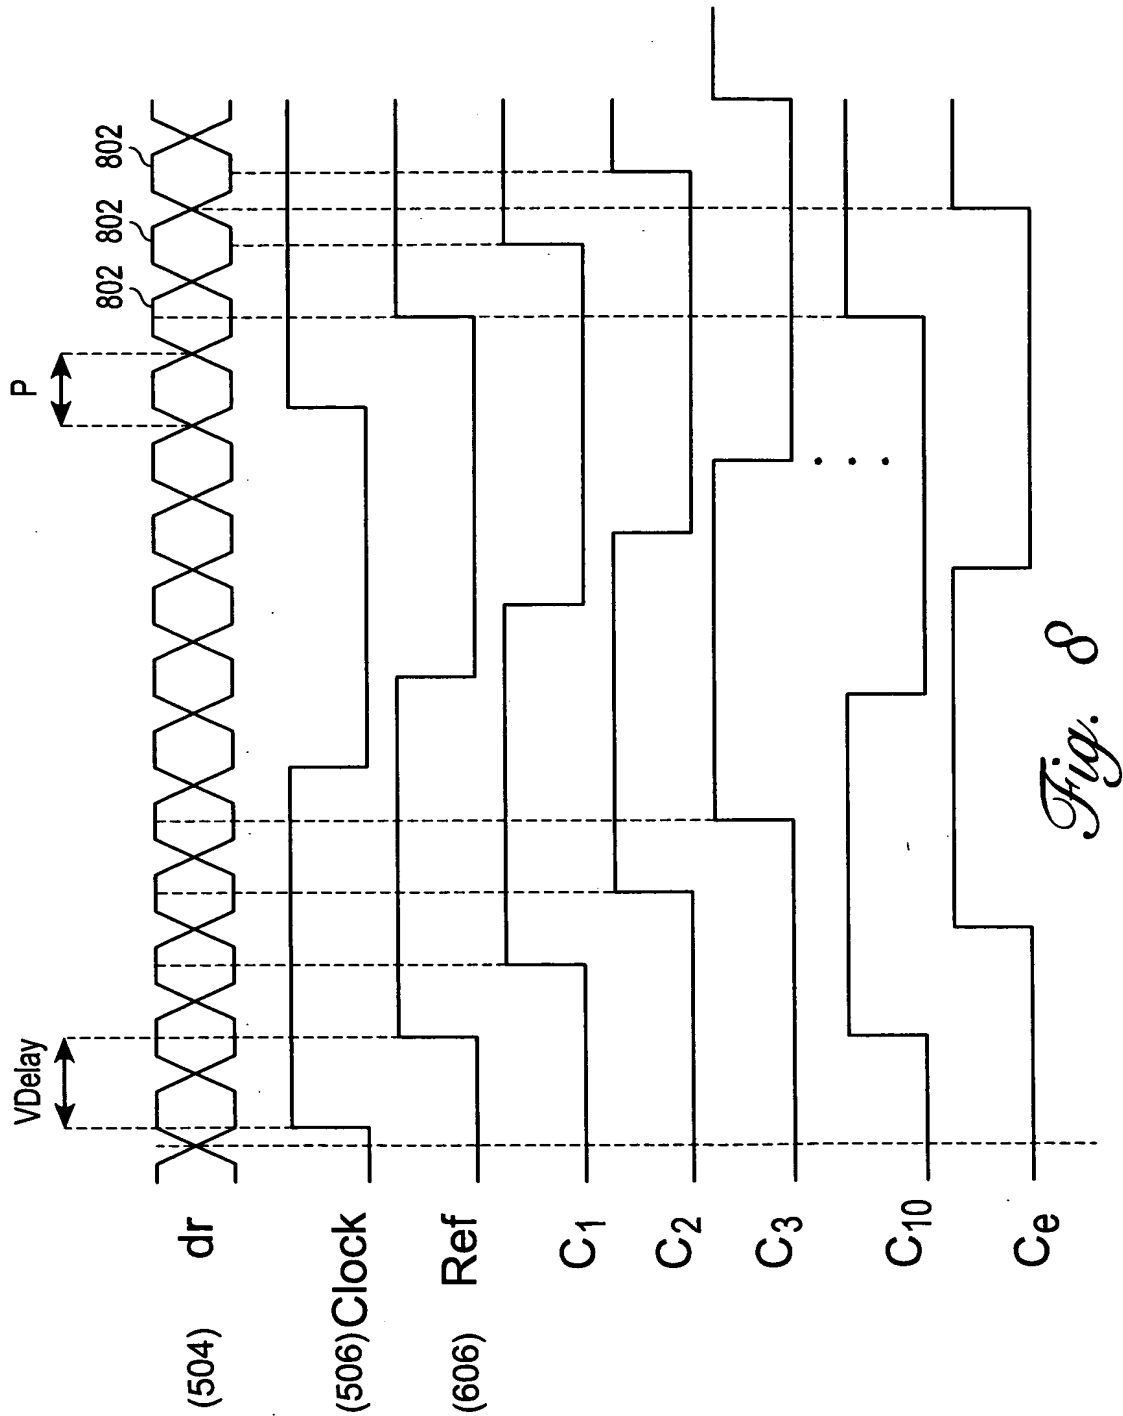 VDelay
P
802
802
802
(504) dr
(506) Clock
(606) Ref
C1
C2
C3
C10
Ce
Fig. 8